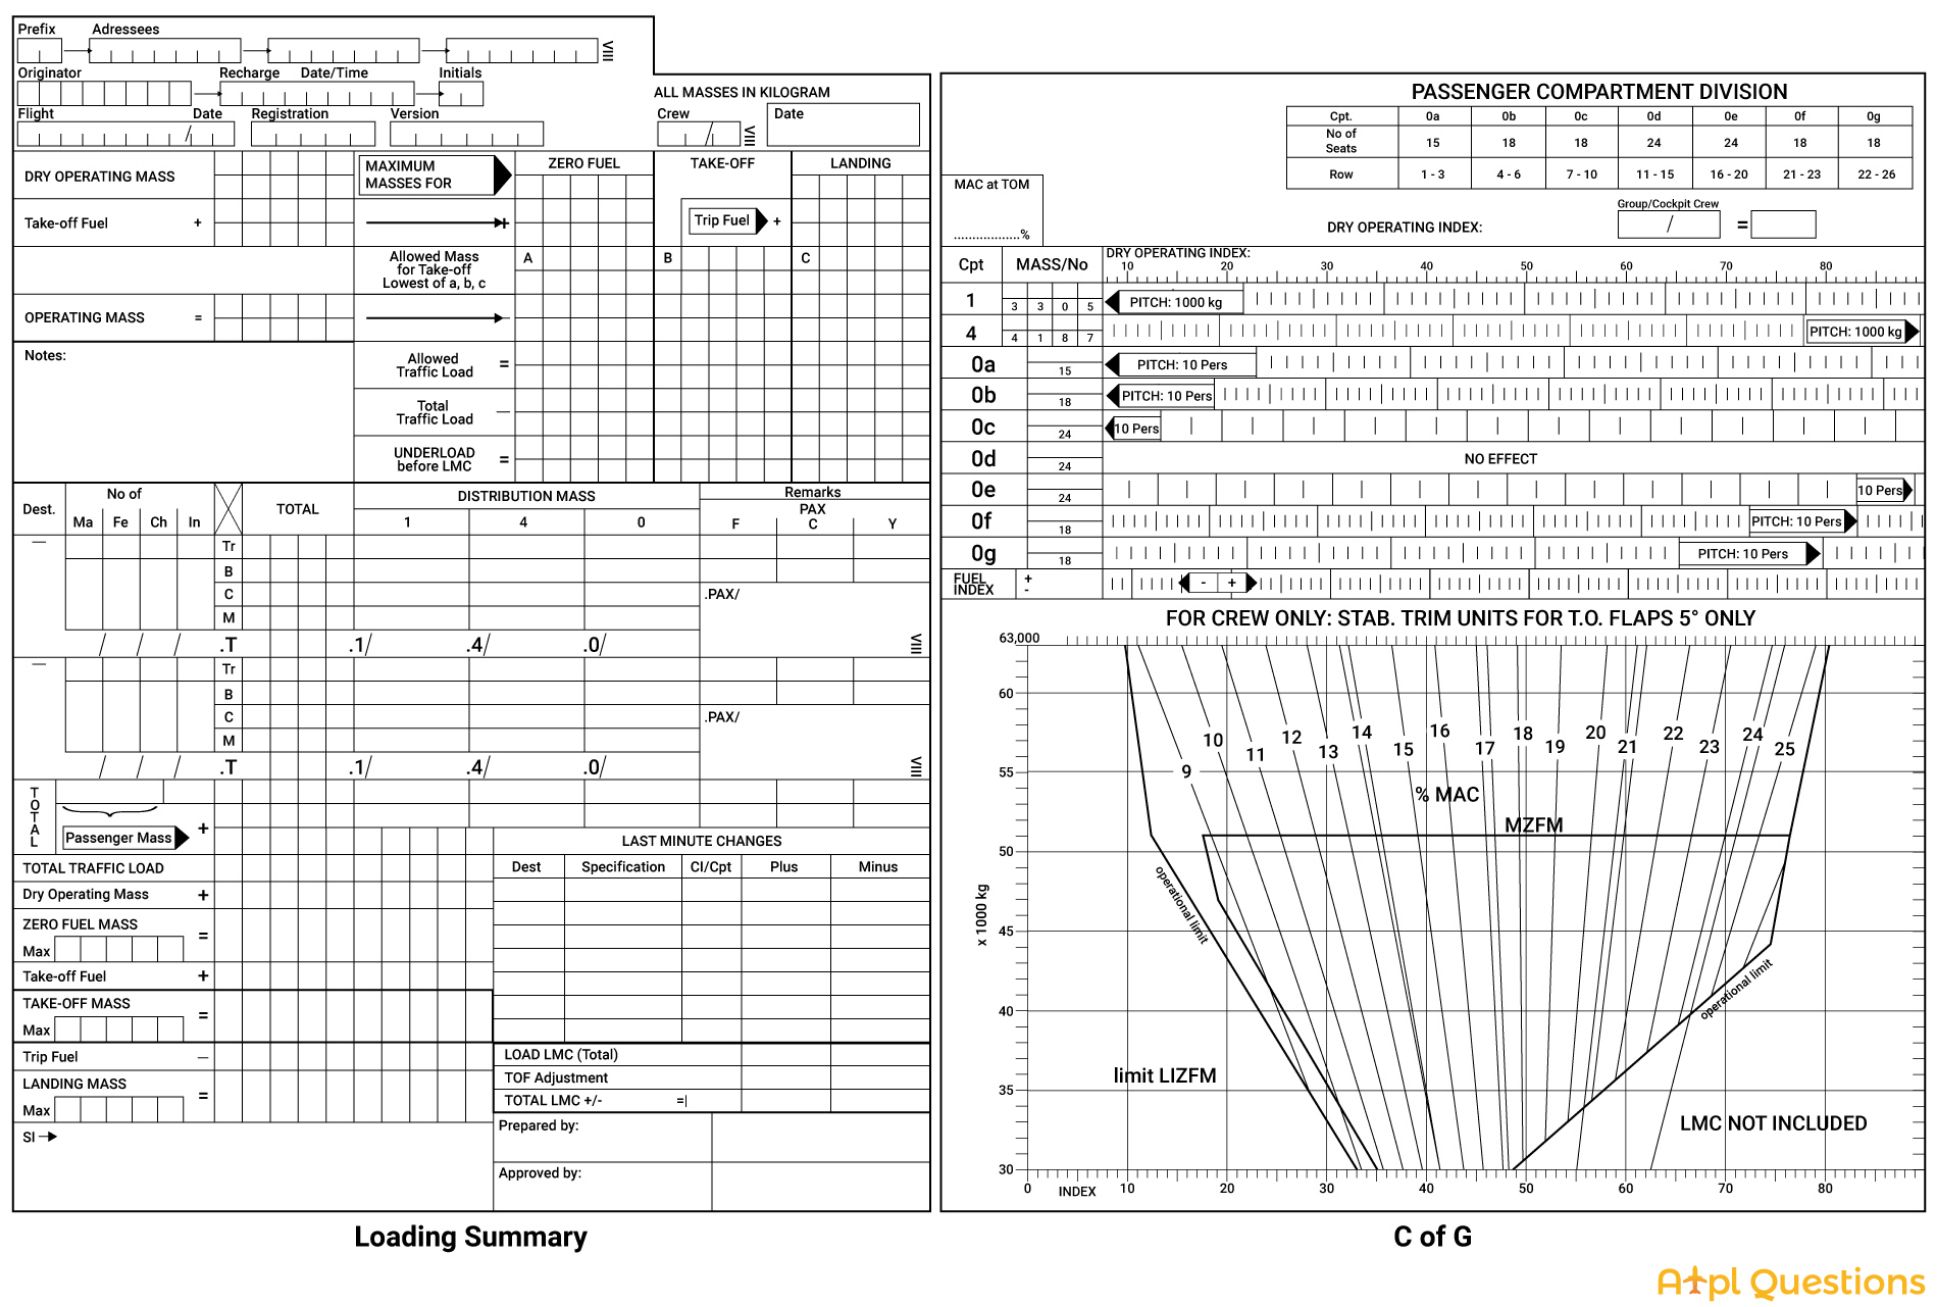 Prefix Adressees
Originator Recharge Date/Time Initials
Flight / Date Registration Version
ALL MASSES IN KILOGRAM
Crew / Date
DRY OPERATING MASS
MAXIMUM
MASSES FOR
ZERO FUEL TAKE-OFF LANDING
Take-off Fuel +
+ Trip Fuel +
Allowed Mass
for Take-off
Lowest of a, b, c
A B C
OPERATING MASS =
Notes:
Allowed
Traffic Load =
Total
Traffic Load —
UNDERLOAD
before LMC =
Dest. No of TOTAL DISTRIBUTION MASS Remarks
PAX
Ma Fe Ch In 1 4 0 F C Y
— Tr
B
C .PAX/
M
/ / / .T .1/ .4/ .0/
— Tr
B
C .PAX/
M
/ / / .T .1/ .4/ .0/
TOTAL
Passenger Mass +
TOTAL TRAFFIC LOAD
Dry Operating Mass +
ZERO FUEL MASS
Max =
Take-off Fuel +
TAKE-OFF MASS
Max =
Trip Fuel —
LANDING MASS
Max =
SI
LAST MINUTE CHANGES
Dest Specification Cl/Cpt Plus Minus
LOAD LMC (Total)
TOF Adjustment
TOTAL LMC +/- =|
Prepared by:
Approved by:
Loading Summary
PASSENGER COMPARTMENT DIVISION
Cpt. 0a 0b 0c 0d 0e 0f 0g
No of
Seats 15 18 18 24 24 18 18
Row 1 - 3 4 - 6 7 - 10 11 - 15 16 - 20 21 - 23 22 - 26
MAC at TOM
...................%
Group/Cockpit Crew
DRY OPERATING INDEX: / =
Cpt MASS/No DRY OPERATING INDEX:
10 20 30 40 50 60 70 80
1 3 3 0 5 PITCH: 1000 kg
4 4 1 8 7 PITCH: 1000 kg
0a 15 PITCH: 10 Pers
0b 18 PITCH: 10 Pers
0c 24 10 Pers
0d 24 NO EFFECT
0e 24 10 Pers
0f 18 PITCH: 10 Pers
0g 18 PITCH: 10 Pers
FUEL
INDEX + - - +
FOR CREW ONLY: STAB. TRIM UNITS FOR T.O. FLAPS 5° ONLY
63,000
60
55
50
45
40
35
30
x 1000 kg
9 10 11 12 13 14 15 16 17 18 19 20 21 22 23 24 25
% MAC
MZFM
operational limit
operational limit
limit LIZFM
LMC NOT INCLUDED
0 INDEX 10 20 30 40 50 60 70 80
C of G
Atpl Questions